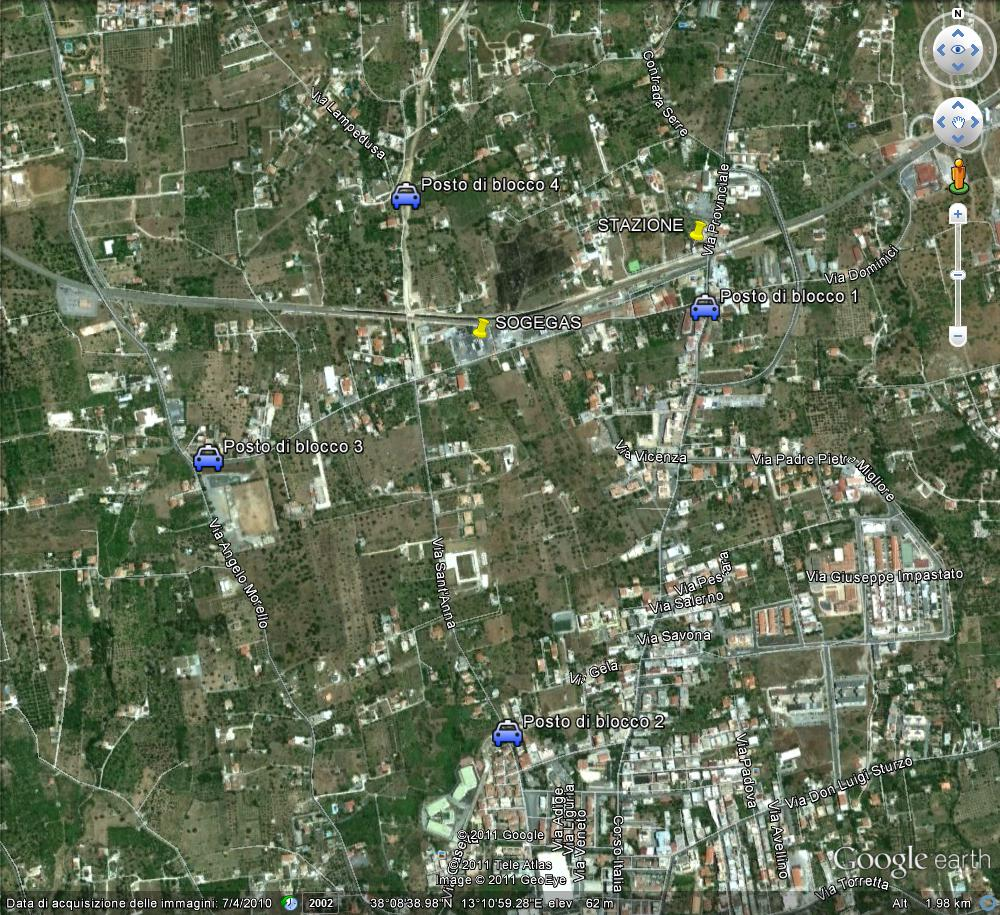 N
Contrada Serre
Via Lampedusa
Posto di blocco 4
Via Provinciale
STAZIONE
Via Dominici
Posto di blocco 1
SOGEGAS
Posto di blocco 3
Via Vicenza
Via Padre Pietro Migliore
Via Angelo Morello
Via Sant'Anna
Via Pescara
Via Giuseppe Impastato
Via Salerno
Via Savona
Via Gela
Posto di blocco 2
Via Padova
Via Don Luigi Sturzo
Via Adige
Via Liguria
Via Veneto
Corso Italia
Via Avellino
© 2011 Google
© 2011 Tele Atlas
Image © 2011 GeoEye
Google earth
Via Torretta
Data di acquisizione delle immagini: 7/4/2010 2002 38°08'38.98"N 13°10'59.28"E elev 62 m Alt 1.98 km